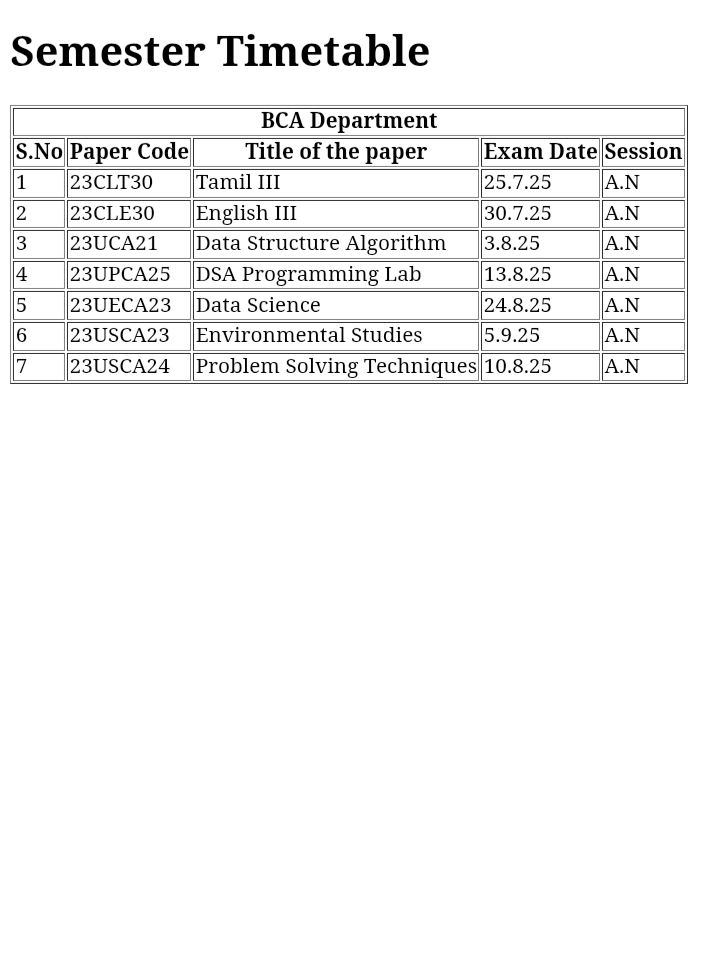 Semester Timetable
BCA Department
S.No Paper Code Title of the paper Exam Date Session
1 23CLT30 Tamil III 25.7.25 A.N
2 23CLE30 English III 30.7.25 A.N
3 23UCA21 Data Structure Algorithm 3.8.25 A.N
4 23UPCA25 DSA Programming Lab 13.8.25 A.N
5 23UECA23 Data Science 24.8.25 A.N
6 23USCA23 Environmental Studies 5.9.25 A.N
7 23USCA24 Problem Solving Techniques 10.8.25 A.N